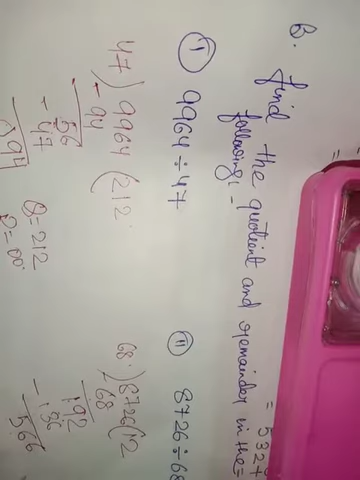 = 5327
B. find the quotient and remainder in the =
following: -
(i) 9964 ÷ 47
47) 9964 (212
- 94
56
- 47
94
Q = 212
R = 00
(ii) 8726 ÷ 68
68) 8726 (12
68
192
- 136
566